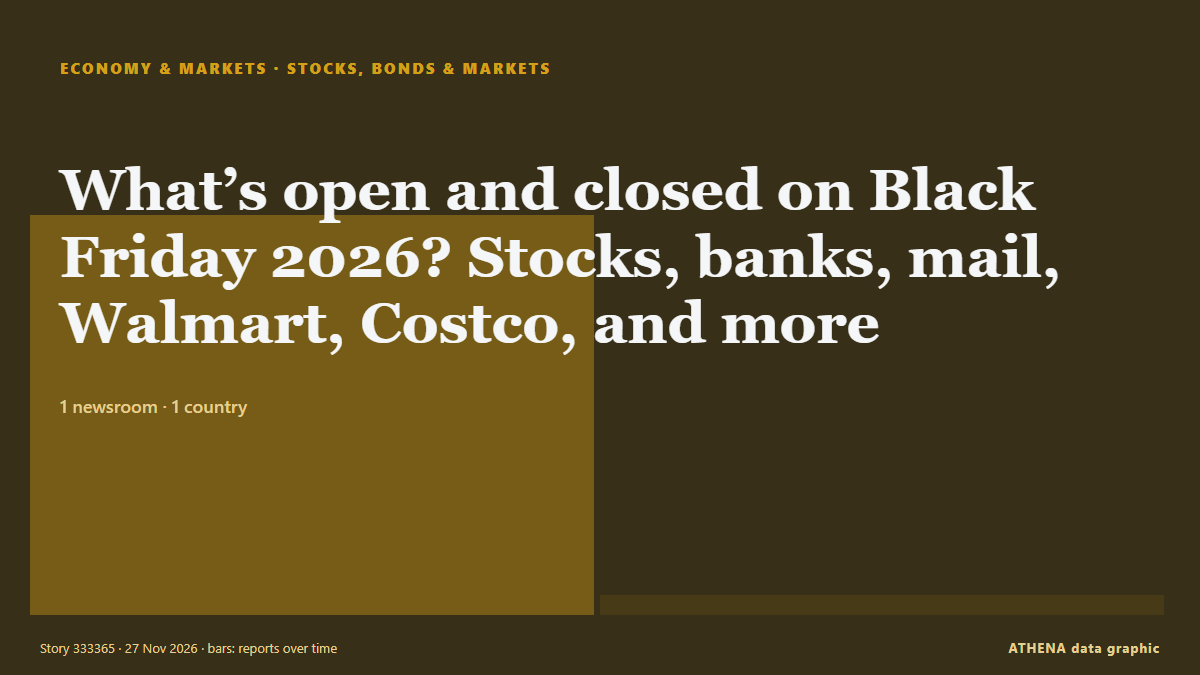 ECONOMY & MARKETS · STOCKS, BONDS & MARKETS
What’s open and closed on Black
Friday 2026? Stocks, banks, mail,
Walmart, Costco, and more
1 newsroom · 1 country
Story 333365 · 27 Nov 2026 · bars: reports over time
ATHENA data graphic